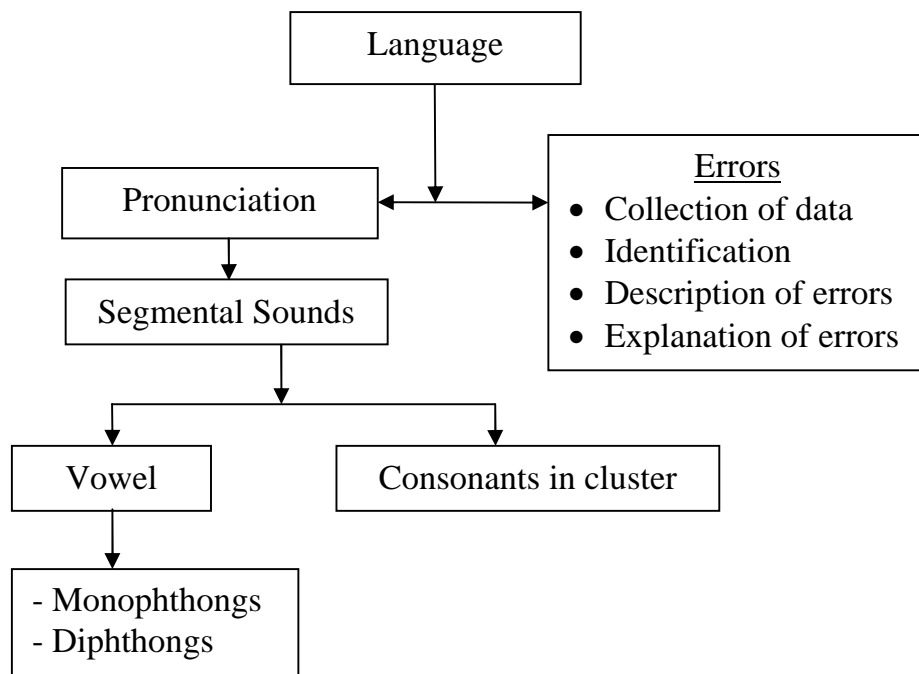 Language
Pronunciation
Errors
• Collection of data
• Identification
• Description of errors
• Explanation of errors
Segmental Sounds
Vowel
Consonants in cluster
- Monophthongs
- Diphthongs